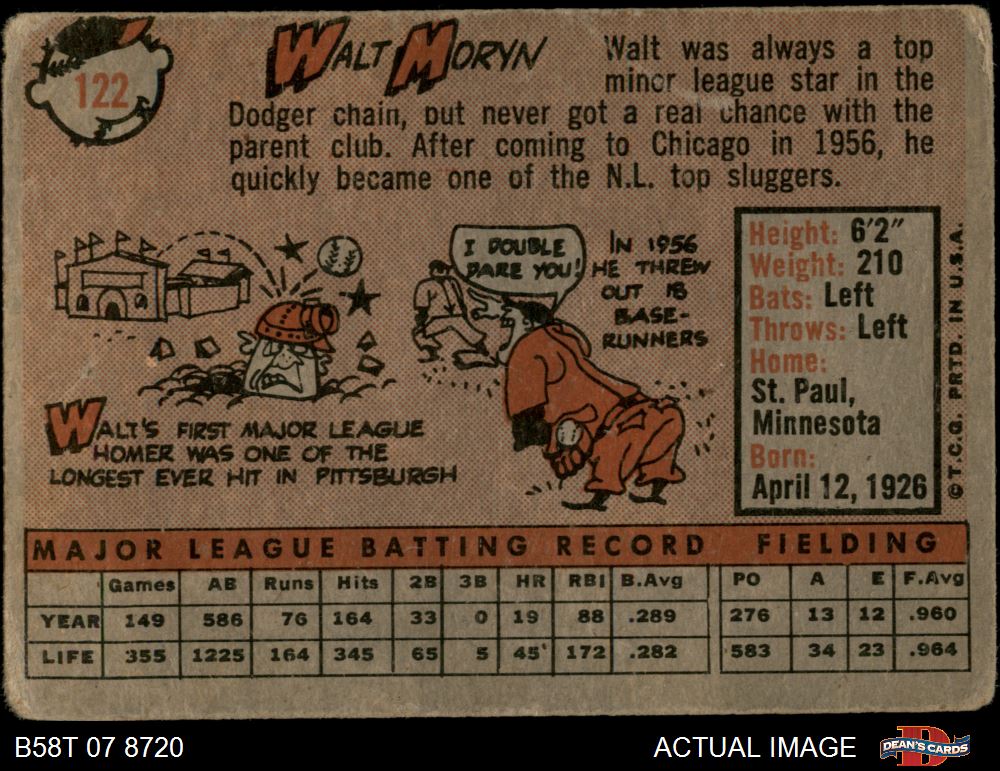 122
WALT MORYN
Walt was always a top
minor league star in the
Dodger chain, but never got a real chance with the
parent club. After coming to Chicago in 1956, he
quickly became one of the N.L. top sluggers.
I DOUBLE
DARE YOU!
IN 1956
HE THREW
OUT 18
BASE-
RUNNERS
WALT'S FIRST MAJOR LEAGUE
HOMER WAS ONE OF THE
LONGEST EVER HIT IN PITTSBURGH
Height: 6'2"
Weight: 210
Bats: Left
Throws: Left
Home:
St. Paul,
Minnesota
Born:
April 12, 1926
© T.C.G. PRTD. IN U.S.A.
MAJOR LEAGUE BATTING RECORD FIELDING
Games AB Runs Hits 2B 3B HR RBI B.Avg PO A E F.Avg
YEAR 149 586 76 164 33 0 19 88 .289 276 13 12 .960
LIFE 355 1225 164 345 65 5 45 172 .282 583 34 23 .964
B58T 07 8720
ACTUAL IMAGE
DEAN'S CARDS